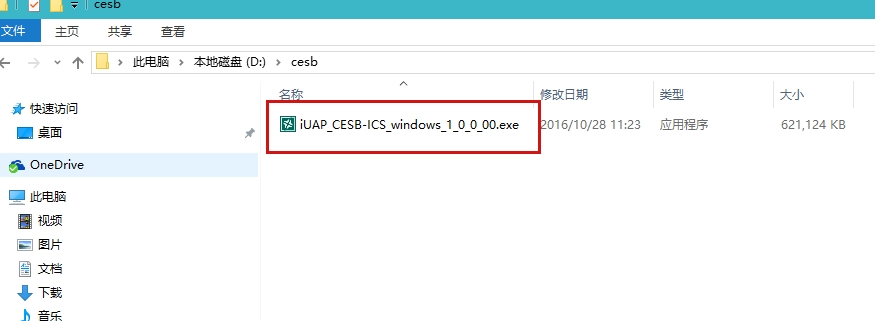 cesb
文件 主页 共享 查看
此电脑 本地磁盘 (D:) cesb
名称 修改日期 类型 大小
iUAP_CESB-ICS_windows_1_0_0_00.exe 2016/10/28 11:23 应用程序 621,124 KB
快速访问
桌面
OneDrive
此电脑
视频
图片
文档
下载
音乐